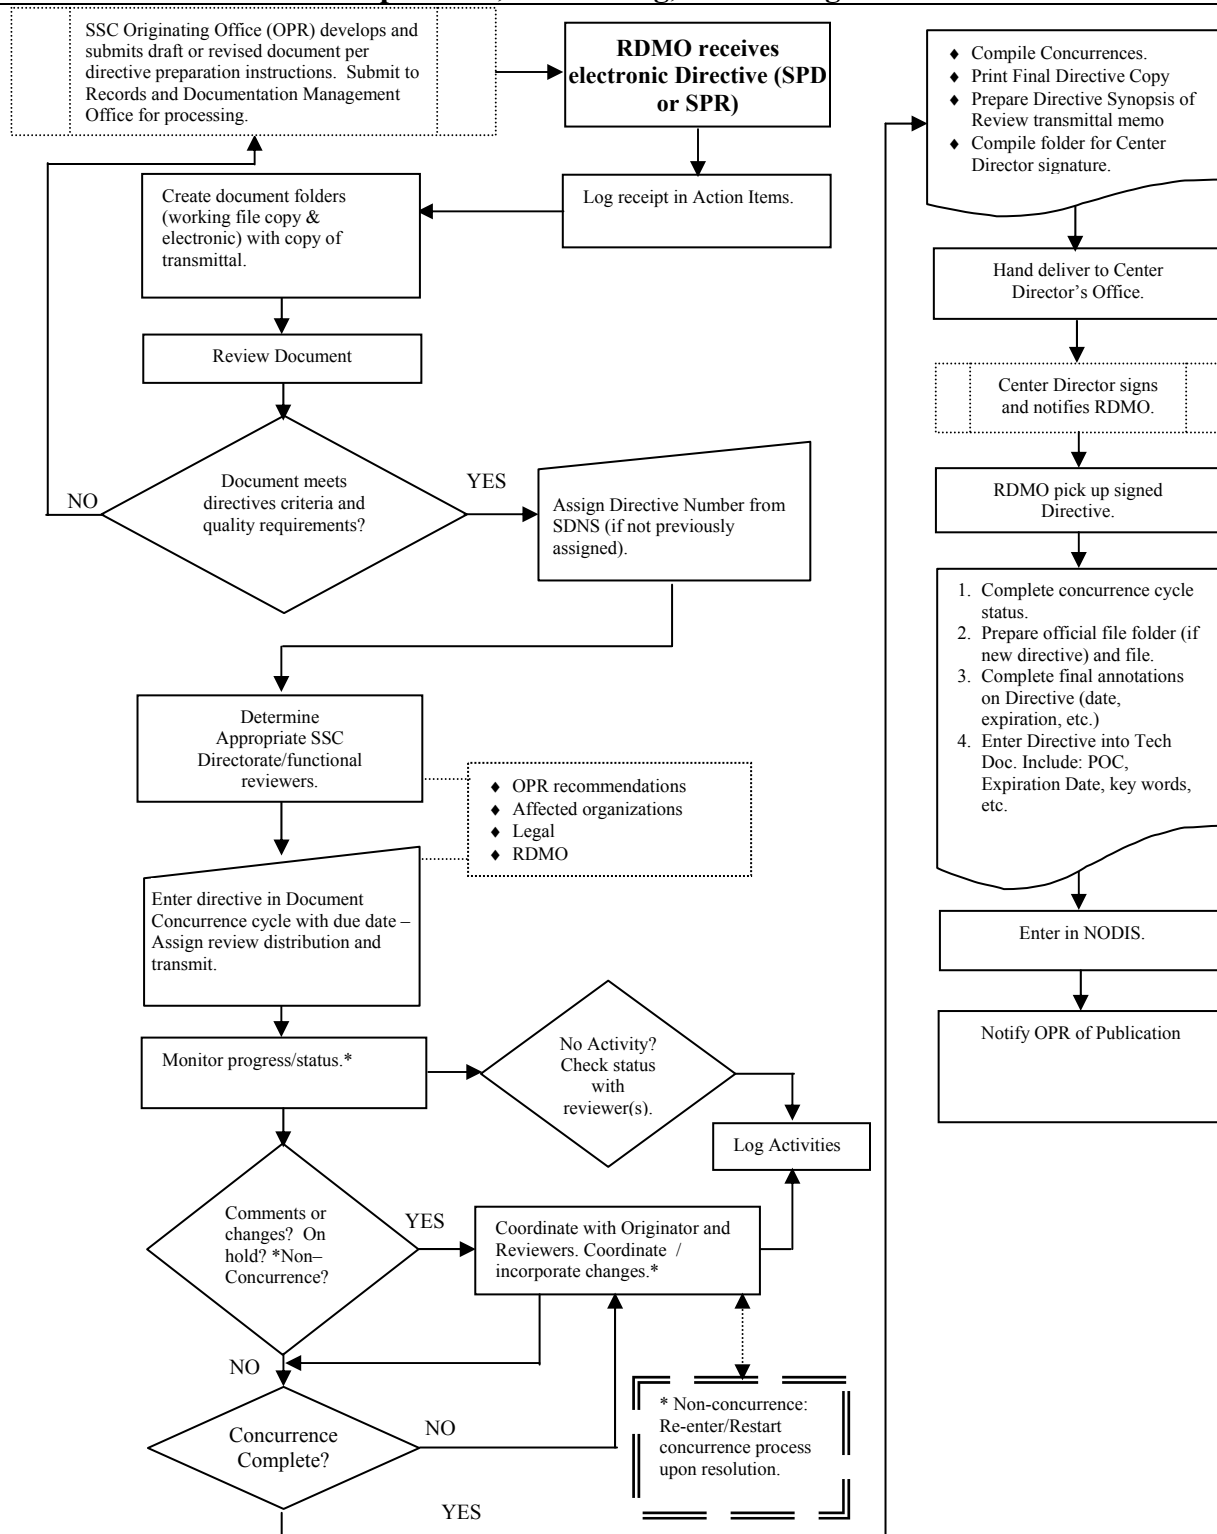 SSC Originating Office (OPR) develops and
submits draft or revised document per
directive preparation instructions.  Submit to
Records and Documentation Management
Office for processing.
RDMO receives
electronic Directive (SPD
or SPR)
Log receipt in Action Items.
Create document folders
(working file copy &
electronic) with copy of
transmittal.
Review Document
Document meets
directives criteria and
quality requirements?
NO
YES
Assign Directive Number from
SDNS (if not previously
assigned).
Determine
Appropriate SSC
Directorate/functional
reviewers.
♦ OPR recommendations
♦ Affected organizations
♦ Legal
♦ RDMO
Enter directive in Document
Concurrence cycle with due date –
Assign review distribution and
transmit.
Monitor progress/status.*
No Activity?
Check status
with
reviewer(s).
Log Activities
Comments or
changes?  On
hold? *Non–
Concurrence?
YES
Coordinate with Originator and
Reviewers. Coordinate  /
incorporate changes.*
NO
Concurrence
Complete?
NO
* Non-concurrence:
Re-enter/Restart
concurrence process
upon resolution.
YES
♦ Compile Concurrences.
♦ Print Final Directive Copy
♦ Prepare Directive Synopsis of
Review transmittal memo
♦ Compile folder for Center
Director signature.
Hand deliver to Center
Director’s Office.
Center Director signs
and notifies RDMO.
RDMO pick up signed
Directive.
1. Complete concurrence cycle
status.
2. Prepare official file folder (if
new directive) and file.
3. Complete final annotations
on Directive (date,
expiration, etc.)
4. Enter Directive into Tech
Doc. Include: POC,
Expiration Date, key words,
etc.
Enter in NODIS.
Notify OPR of Publication